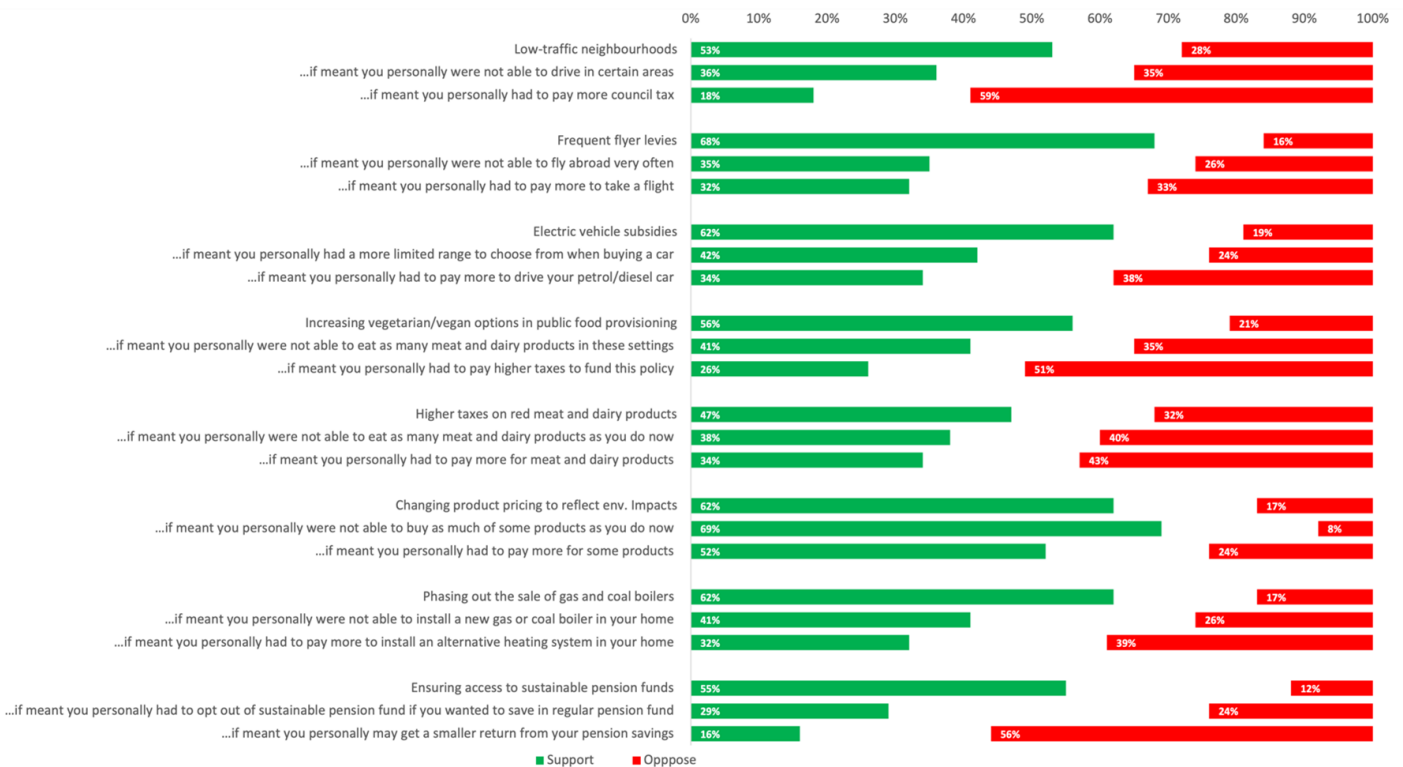 0% 10% 20% 30% 40% 50% 60% 70% 80% 90% 100%
Low-traffic neighbourhoods 53% 28%
...if meant you personally were not able to drive in certain areas 36% 35%
...if meant you personally had to pay more council tax 18% 59%
Frequent flyer levies 68% 16%
...if meant you personally were not able to fly abroad very often 35% 26%
...if meant you personally had to pay more to take a flight 32% 33%
Electric vehicle subsidies 62% 19%
...if meant you personally had a more limited range to choose from when buying a car 42% 24%
...if meant you personally had to pay more to drive your petrol/diesel car 34% 38%
Increasing vegetarian/vegan options in public food provisioning 56% 21%
...if meant you personally were not able to eat as many meat and dairy products in these settings 41% 35%
...if meant you personally had to pay higher taxes to fund this policy 26% 51%
Higher taxes on red meat and dairy products 47% 32%
...if meant you personally were not able to eat as many meat and dairy products as you do now 38% 40%
...if meant you personally had to pay more for meat and dairy products 34% 43%
Changing product pricing to reflect env. Impacts 62% 17%
...if meant you personally were not able to buy as much of some products as you do now 69% 8%
...if meant you personally had to pay more for some products 52% 24%
Phasing out the sale of gas and coal boilers 62% 17%
...if meant you personally were not able to install a new gas or coal boiler in your home 41% 26%
...if meant you personally had to pay more to install an alternative heating system in your home 32% 39%
Ensuring access to sustainable pension funds 55% 12%
...if meant you personally had to opt out of sustainable pension fund if you wanted to save in regular pension fund 29% 24%
...if meant you personally may get a smaller return from your pension savings 16% 56%
Support Opppose